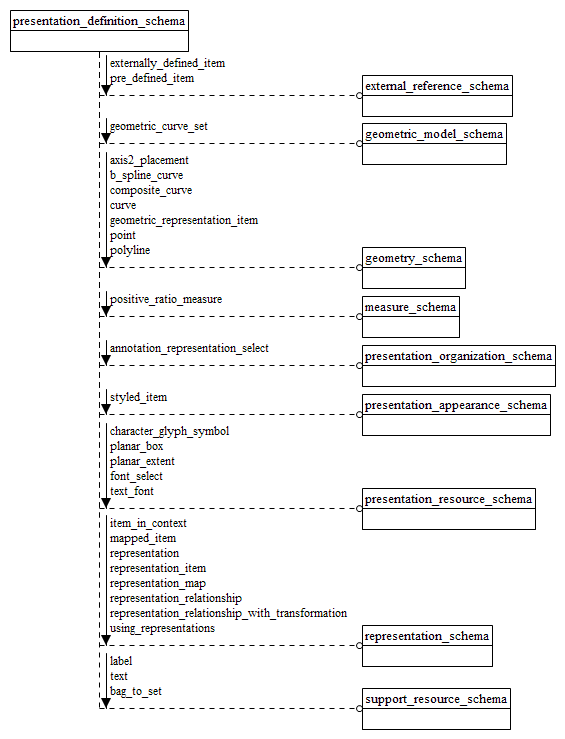 presentation_definition_schema
externally_defined_item
pre_defined_item
external_reference_schema
geometric_curve_set
geometric_model_schema
axis2_placement
b_spline_curve
composite_curve
curve
geometric_representation_item
point
polyline
geometry_schema
positive_ratio_measure
measure_schema
annotation_representation_select
presentation_organization_schema
styled_item
presentation_appearance_schema
character_glyph_symbol
planar_box
planar_extent
font_select
text_font
presentation_resource_schema
item_in_context
mapped_item
representation
representation_item
representation_map
representation_relationship
representation_relationship_with_transformation
using_representations
representation_schema
label
text
bag_to_set
support_resource_schema